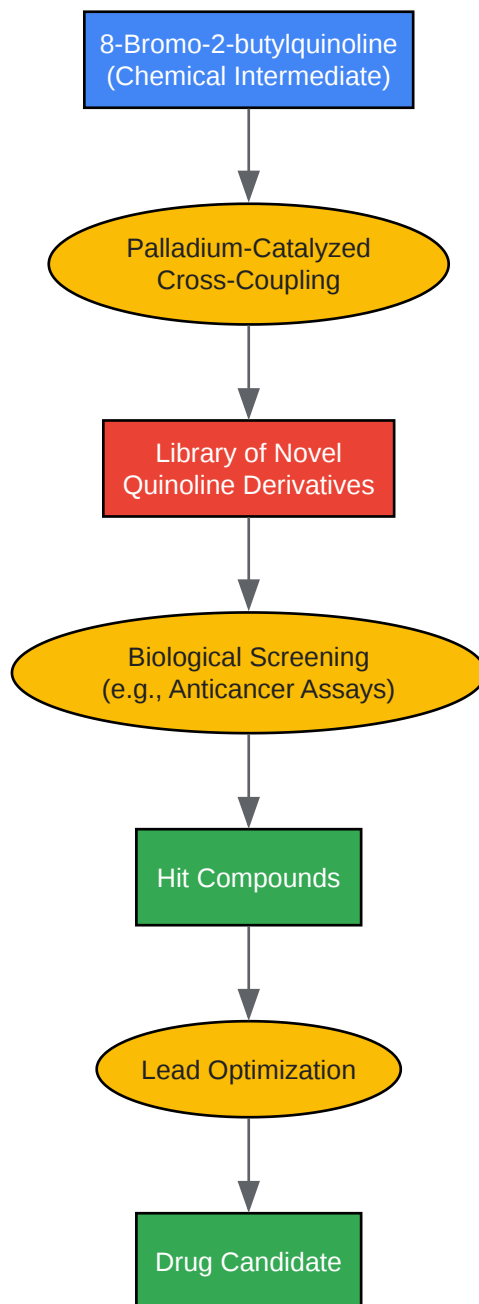 8-Bromo-2-butylquinoline
(Chemical Intermediate)
Palladium-Catalyzed
Cross-Coupling
Library of Novel
Quinoline Derivatives
Biological Screening
(e.g., Anticancer Assays)
Hit Compounds
Lead Optimization
Drug Candidate